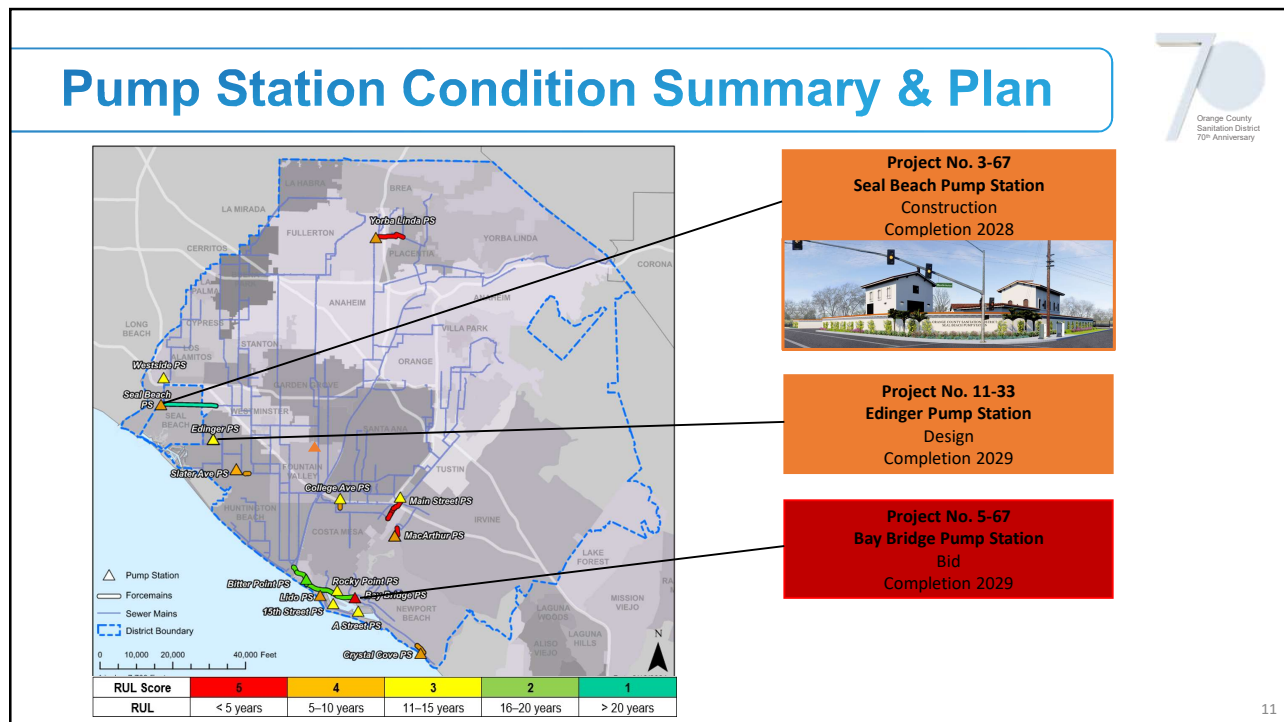 Pump Station Condition Summary & Plan
Orange County
Sanitation District
70th Anniversary
LA HABRA
BREA
LA MIRADA
Yorba Linda PS
FULLERTON
CERRITOS
PLACENTIA
YORBA LINDA
CORONA
LA
PALMA
ANAHEIM
ANAHEIM
LONG
BEACH
CYPRESS
VILLA PARK
LOS
ALAMITOS
STANTON
ORANGE
Westside PS
GARDEN GROVE
Seal Beach
PS
SEAL
BEACH
WESTMINSTER
Edinger PS
SANTA ANA
Slater Ave PS
FOUNTAIN
VALLEY
TUSTIN
College Ave PS
Main Street PS
HUNTINGTON
BEACH
COSTA MESA
IRVINE
MacArthur PS
LAKE
FOREST
Bitter Point PS
Rocky Point PS
Lido PS
Bay Bridge PS
15th Street PS
A Street PS
NEWPORT
BEACH
MISSION
VIEJO
LAGUNA
WOODS
LAGUNA
HILLS
ALISO
VIEJO
Crystal Cove PS
Pump Station
Forcemains
Sewer Mains
District Boundary
0 10,000 20,000 40,000 Feet
N
RUL Score 5 4 3 2 1
RUL < 5 years 5–10 years 11–15 years 16–20 years > 20 years
Project No. 3-67
Seal Beach Pump Station
Construction
Completion 2028
Project No. 11-33
Edinger Pump Station
Design
Completion 2029
Project No. 5-67
Bay Bridge Pump Station
Bid
Completion 2029
11